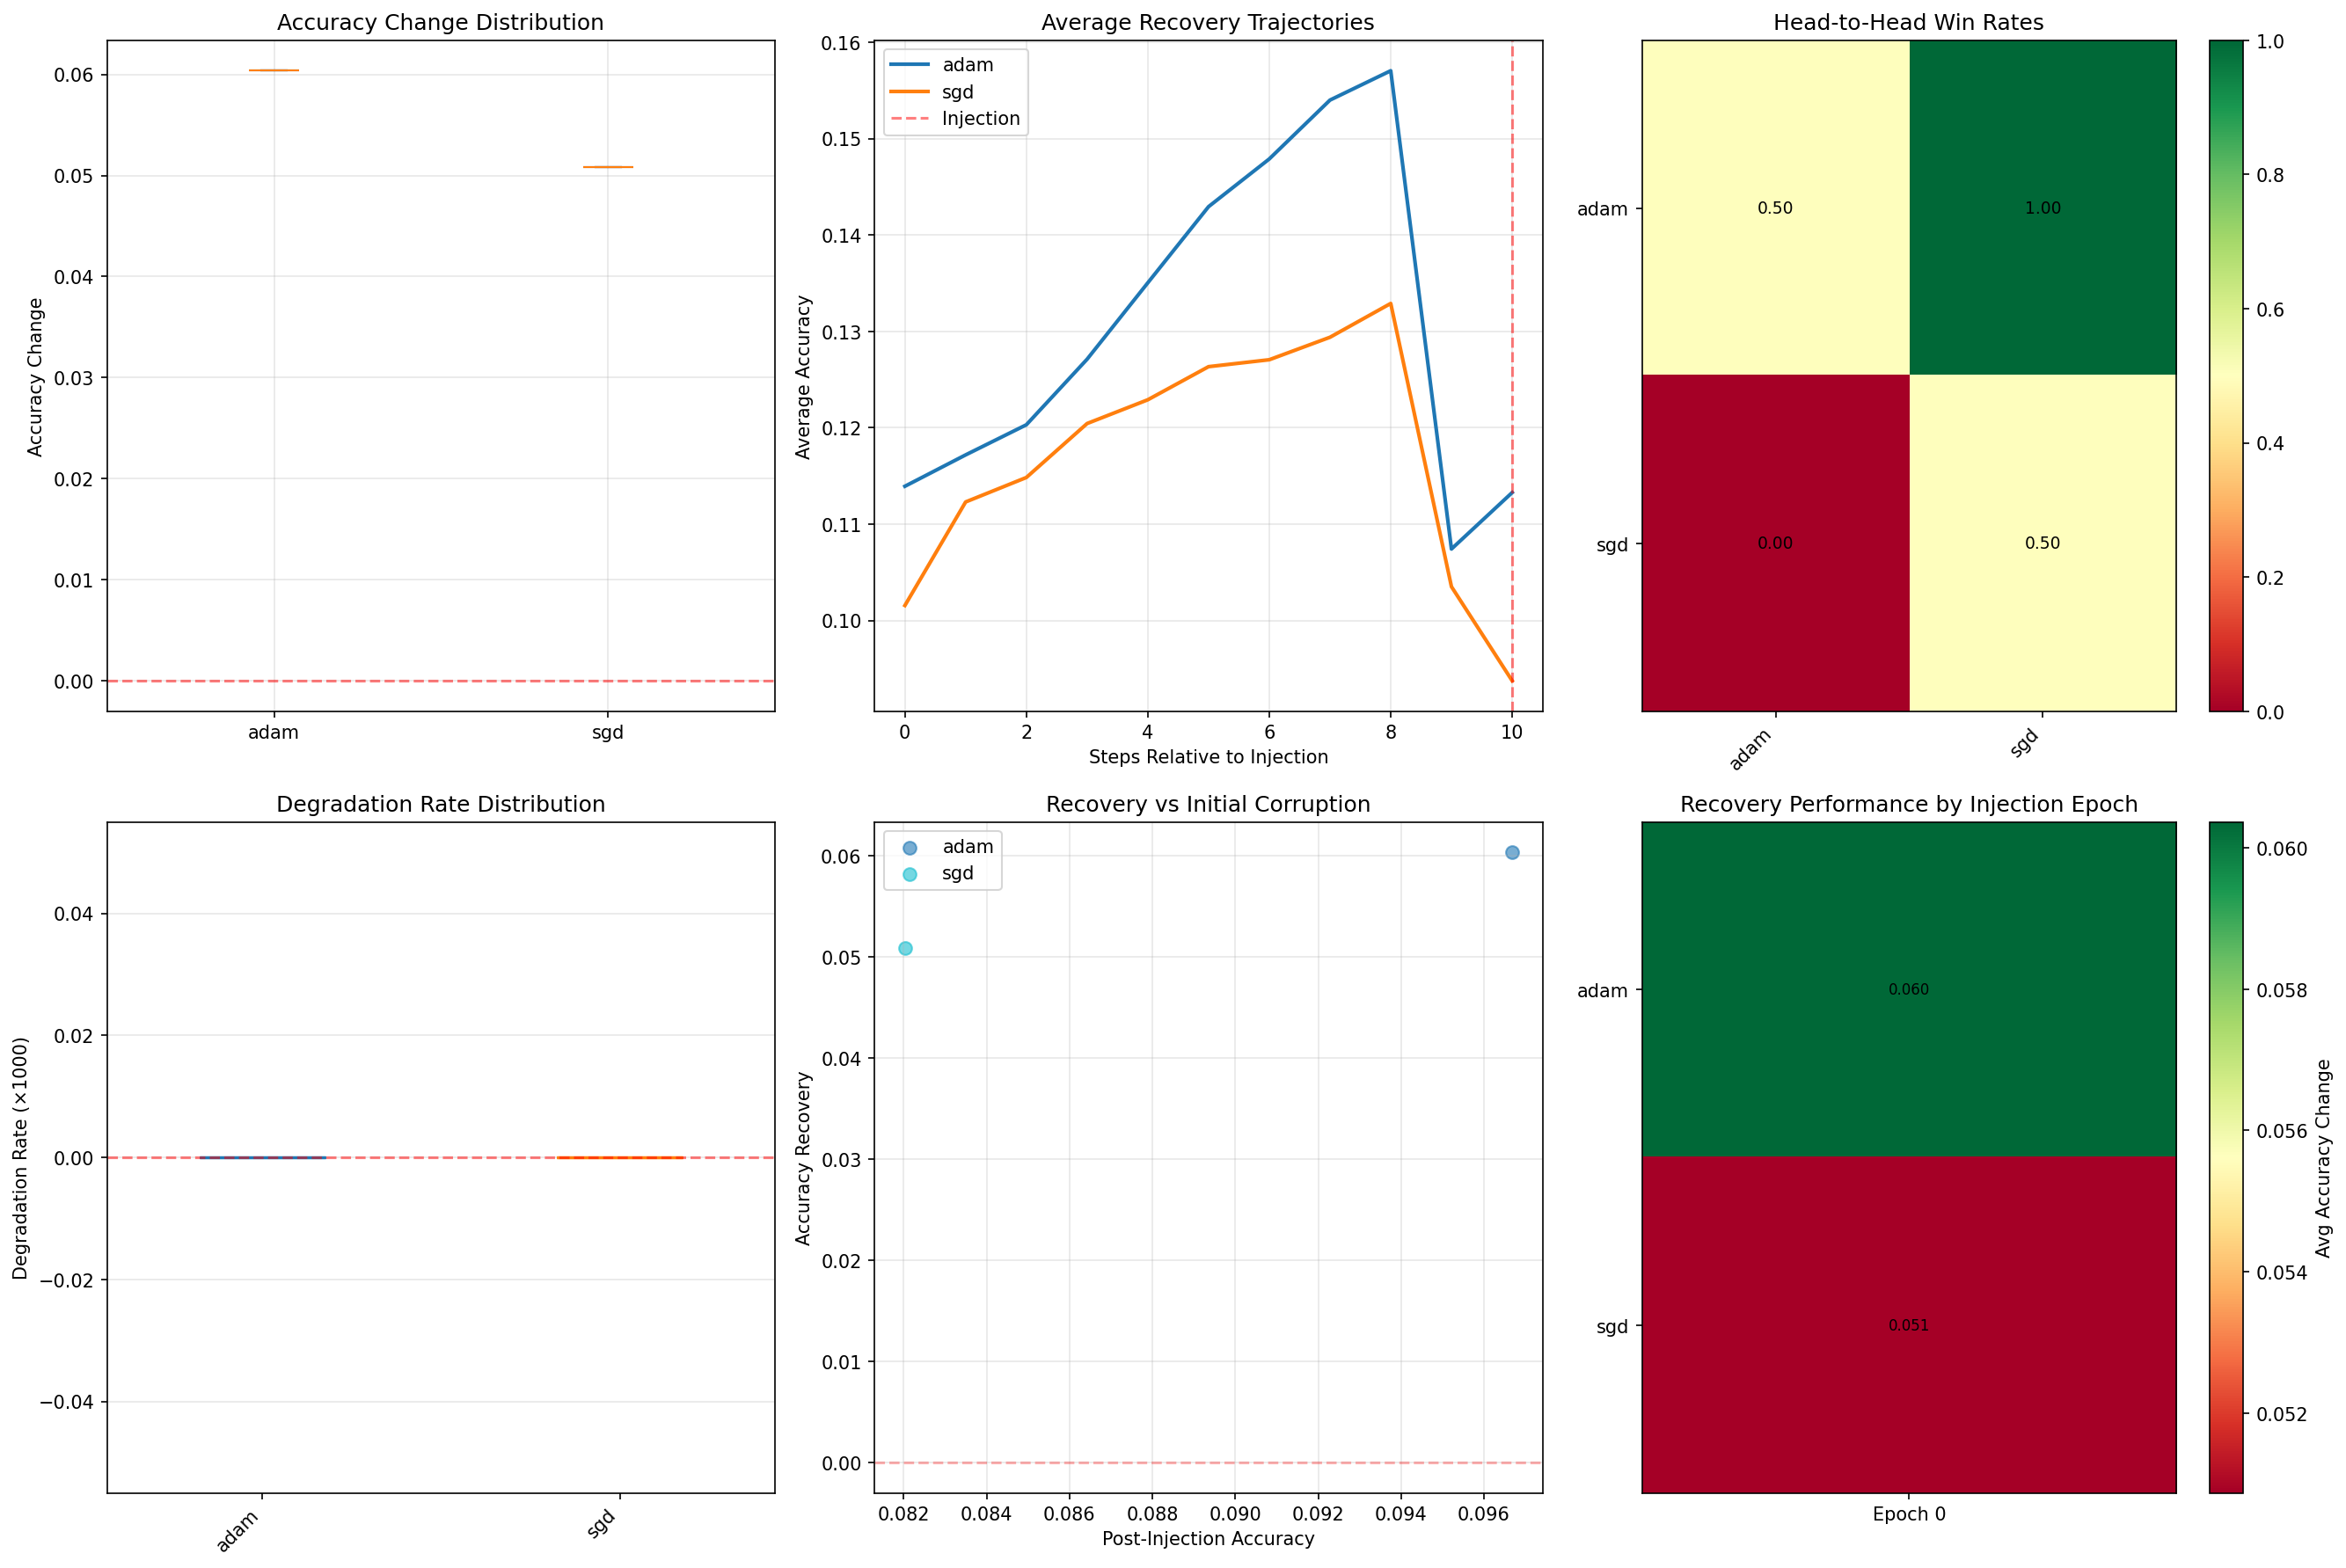 Accuracy Change Distribution
Accuracy Change
0.06
0.05
0.04
0.03
0.02
0.01
0.00
adam
sgd
Average Recovery Trajectories
Average Accuracy
0.16
0.15
0.14
0.13
0.12
0.11
0.10
adam
sgd
Injection
0
2
4
6
8
10
Steps Relative to Injection
Head-to-Head Win Rates
adam
sgd
0.50
1.00
0.00
0.50
adam
sgd
1.0
0.8
0.6
0.4
0.2
0.0
Degradation Rate Distribution
Degradation Rate (×1000)
0.04
0.02
0.00
−0.02
−0.04
adam
sgd
Recovery vs Initial Corruption
Accuracy Recovery
0.06
0.05
0.04
0.03
0.02
0.01
0.00
adam
sgd
0.082
0.084
0.086
0.088
0.090
0.092
0.094
0.096
Post-Injection Accuracy
Recovery Performance by Injection Epoch
adam
sgd
0.060
0.051
Epoch 0
0.060
0.058
0.056
0.054
0.052
Avg Accuracy Change